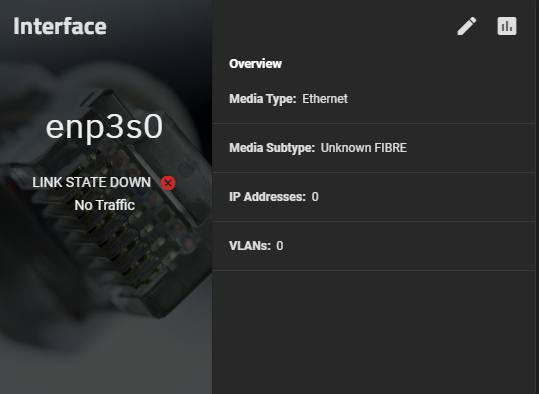 Interface
enp3s0
LINK STATE DOWN
No Traffic
Overview
Media Type: Ethernet
Media Subtype: Unknown FIBRE
IP Addresses: 0
VLANs: 0